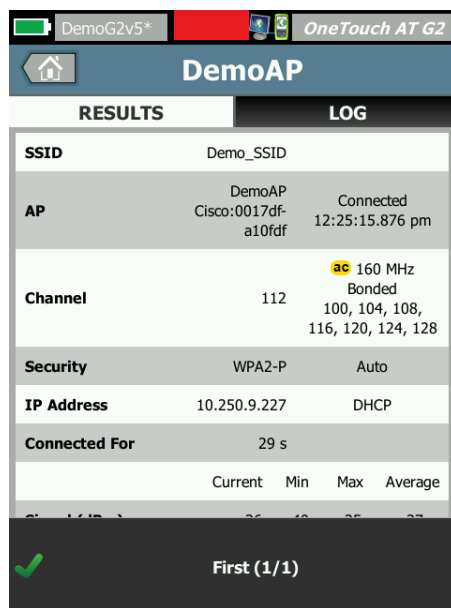 DemoG2v5* OneTouch AT G2
DemoAP
RESULTS LOG
SSID Demo_SSID
AP DemoAP Cisco:0017df-a10fdf Connected 12:25:15.876 pm
Channel 112 ac 160 MHz Bonded 100, 104, 108, 116, 120, 124, 128
Security WPA2-P Auto
IP Address 10.250.9.227 DHCP
Connected For 29 s
Current Min Max Average
First (1/1)